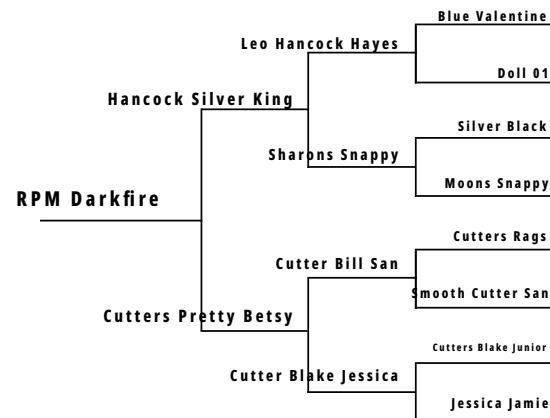 Blue Valentine
Leo Hancock Hayes
Doll 01
Hancock Silver King
Silver Black
Sharons Snappy
Moons Snappy
RPM Darkfire
Cutters Rags
Cutter Bill San
Smooth Cutter San
Cutters Pretty Betsy
Cutters Blake Junior
Cutter Blake Jessica
Jessica Jamie